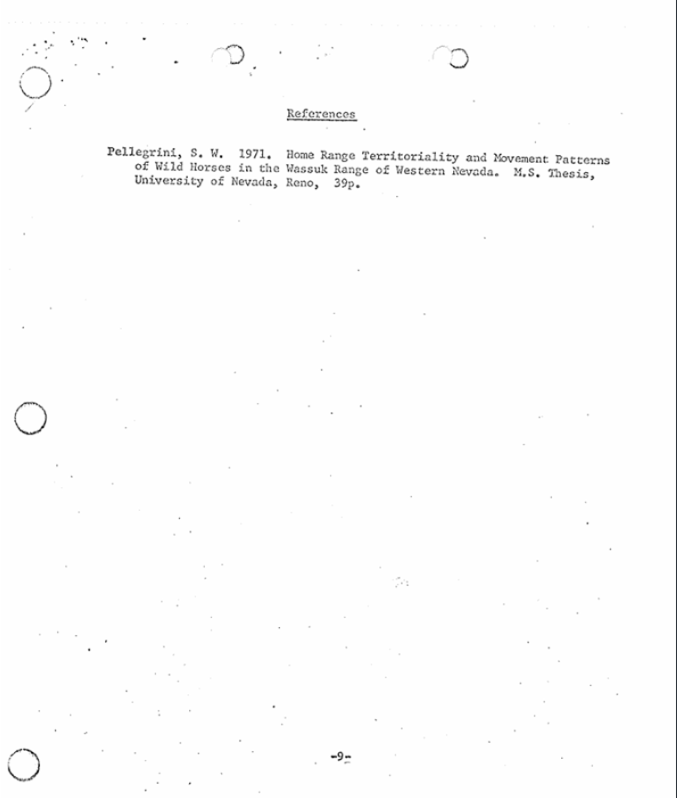 References
Pellegrini, S. W. 1971. Home Range Territoriality and Movement Patterns
of Wild Horses in the Wassuk Range of Western Nevada. M.S. Thesis,
University of Nevada, Reno, 39p.
-9-